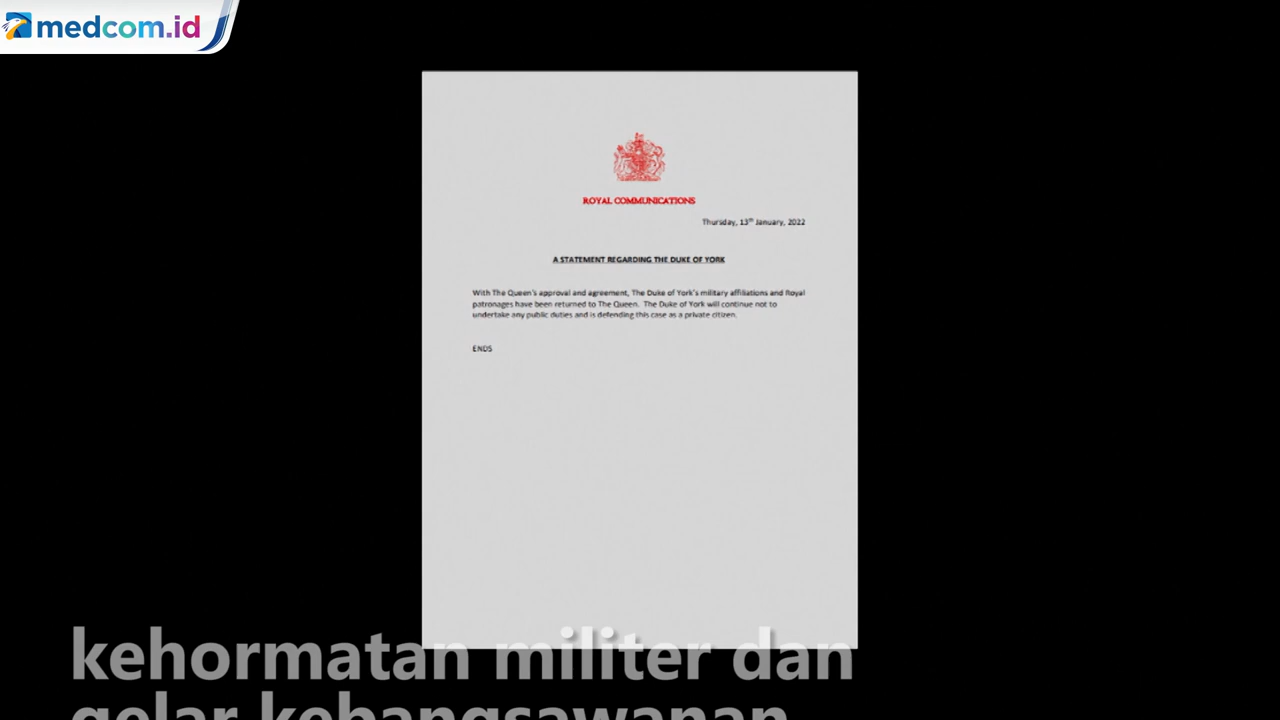 medcom.id
ROYAL COMMUNICATIONS
Thursday, 13th January, 2022
A STATEMENT REGARDING THE DUKE OF YORK
With The Queen's approval and agreement, The Duke of York's military affiliations and Royal
patronages have been returned to The Queen. The Duke of York will continue not to
undertake any public duties and is defending this case as a private citizen.
ENDS
kehormatan militer dan
gelar kebangsawanan